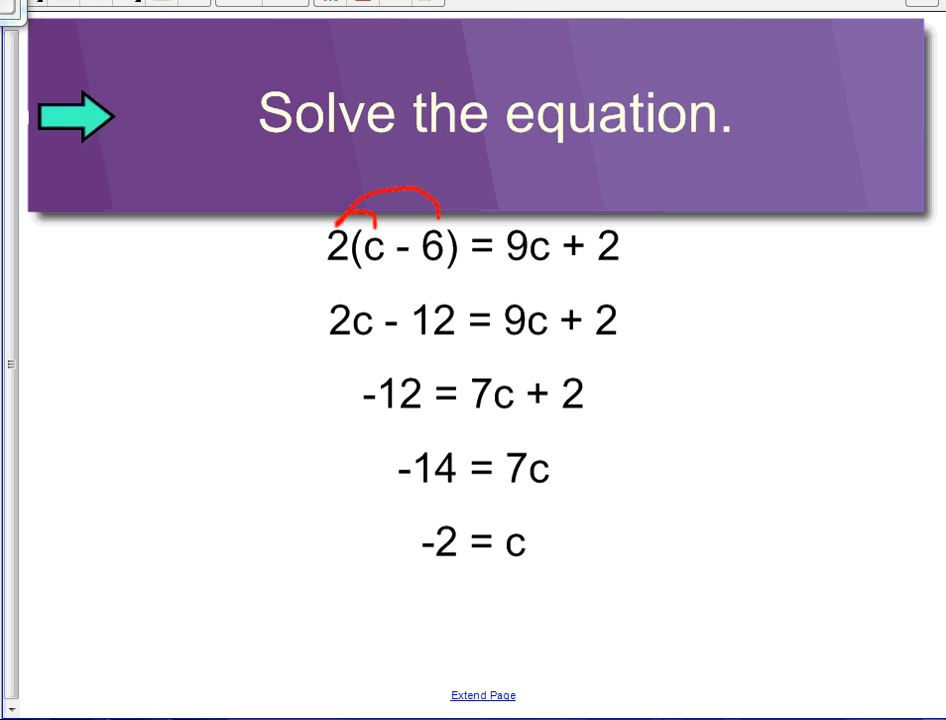 Solve the equation.
2(c - 6) = 9c + 2
2c - 12 = 9c + 2
-12 = 7c + 2
-14 = 7c
-2 = c
Extend Page